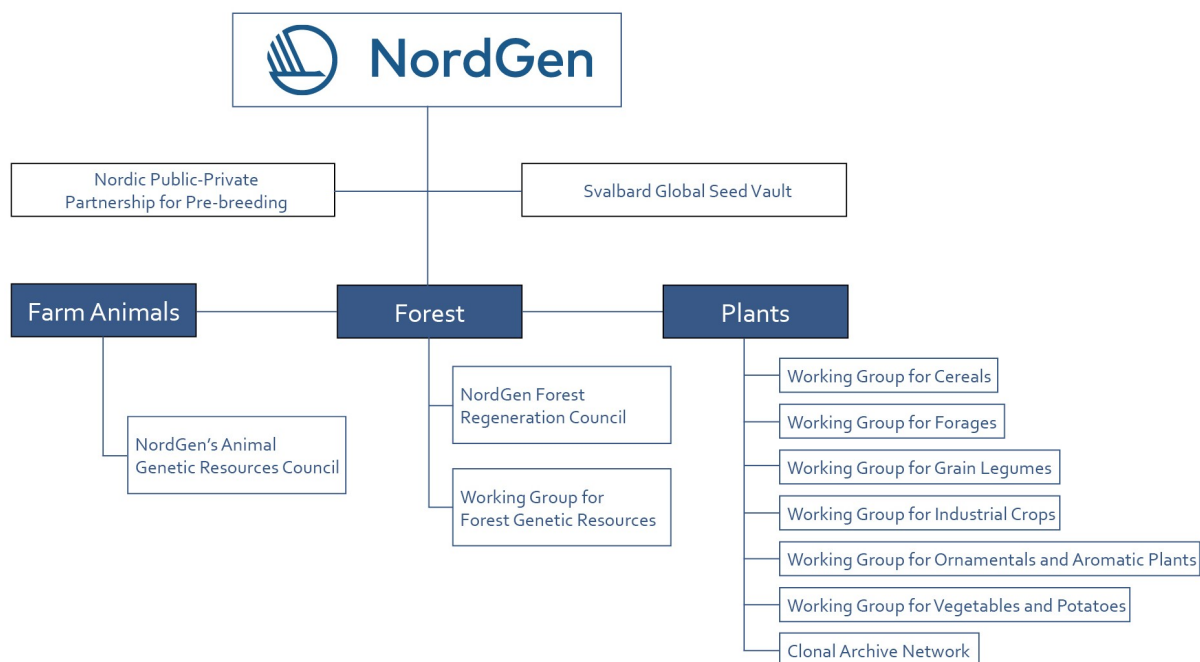 NordGen
Nordic Public-Private
Partnership for Pre-breeding
Svalbard Global Seed Vault
Farm Animals
Forest
Plants
NordGen's Animal
Genetic Resources Council
NordGen Forest
Regeneration Council
Working Group for
Forest Genetic Resources
Working Group for Cereals
Working Group for Forages
Working Group for Grain Legumes
Working Group for Industrial Crops
Working Group for Ornamentals and Aromatic Plants
Working Group for Vegetables and Potatoes
Clonal Archive Network